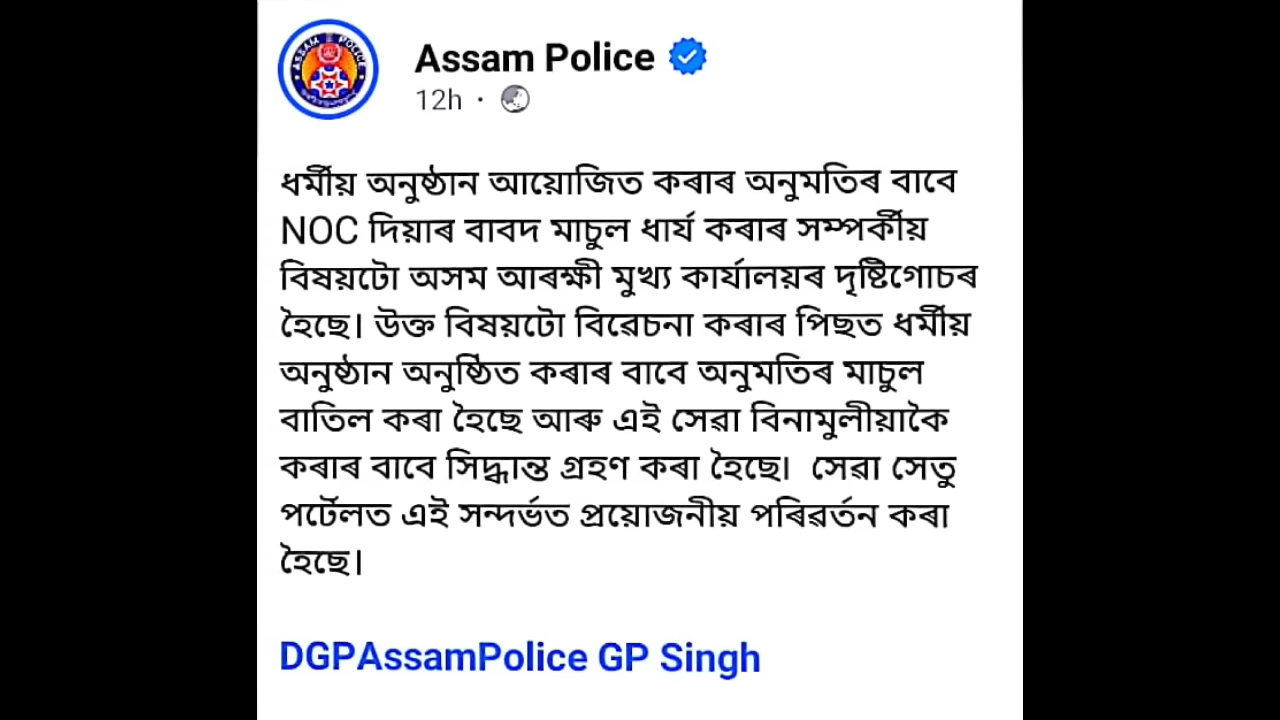 ASSAM POLICE
Assam Police
12h ·
ধৰ্মীয় অনুষ্ঠান আয়োজিত কৰাৰ অনুমতিৰ বাবে
NOC দিয়াৰ বাবদ মাচুল ধাৰ্য কৰাৰ সম্পৰ্কীয়
বিষয়টো অসম আৰক্ষী মুখ্য কাৰ্যালয়ৰ দৃষ্টিগোচৰ
হৈছে। উক্ত বিষয়টো বিৱেচনা কৰাৰ পিছত ধৰ্মীয়
অনুষ্ঠান অনুষ্ঠিত কৰাৰ বাবে অনুমতিৰ মাচুল
বাতিল কৰা হৈছে আৰু এই সেৱা বিনামুলীয়াকৈ
কৰাৰ বাবে সিদ্ধান্ত গ্ৰহণ কৰা হৈছে। সেৱা সেতু
পৰ্টেলত এই সন্দৰ্ভত প্ৰয়োজনীয় পৰিৱৰ্তন কৰা
হৈছে।
DGPAssamPolice GP Singh